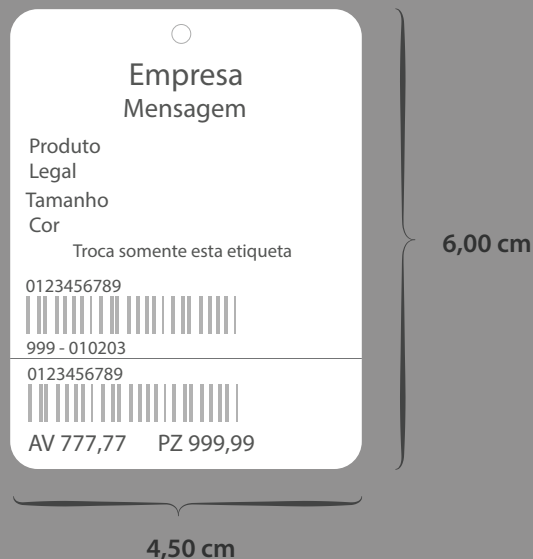 Empresa
Mensagem
Produto
Legal
Tamanho
Cor
Troca somente esta etiqueta
0123456789
999 - 010203
0123456789
AV 777,77 PZ 999,99
6,00 cm
4,50 cm